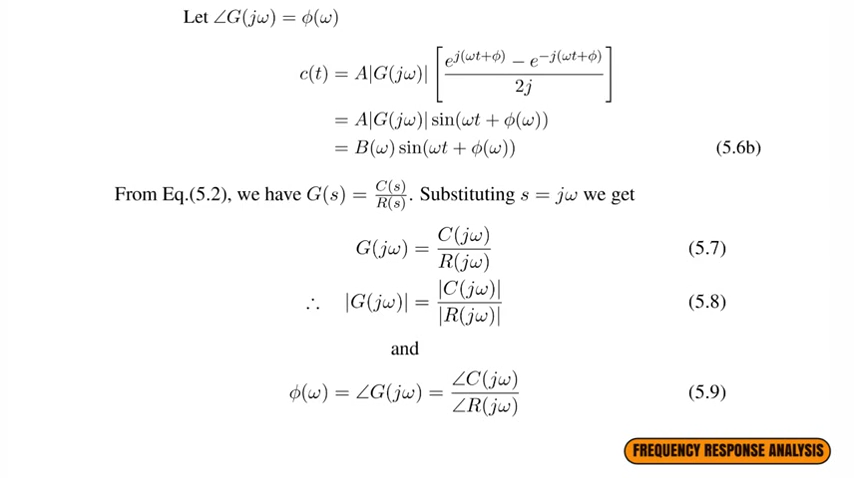 Let ∠G(jω) = ϕ(ω)
c(t) = A|G(jω)| [ (e^{j(ωt+ϕ)} − e^{−j(ωt+ϕ)}) / 2j ]
= A|G(jω)| sin(ωt + ϕ(ω))
= B(ω) sin(ωt + ϕ(ω)) (5.6b)
From Eq.(5.2), we have G(s) = C(s)/R(s). Substituting s = jω we get
G(jω) = C(jω)/R(jω) (5.7)
∴ |G(jω)| = |C(jω)|/|R(jω)| (5.8)
and
ϕ(ω) = ∠G(jω) = ∠C(jω)/∠R(jω) (5.9)
FREQUENCY RESPONSE ANALYSIS